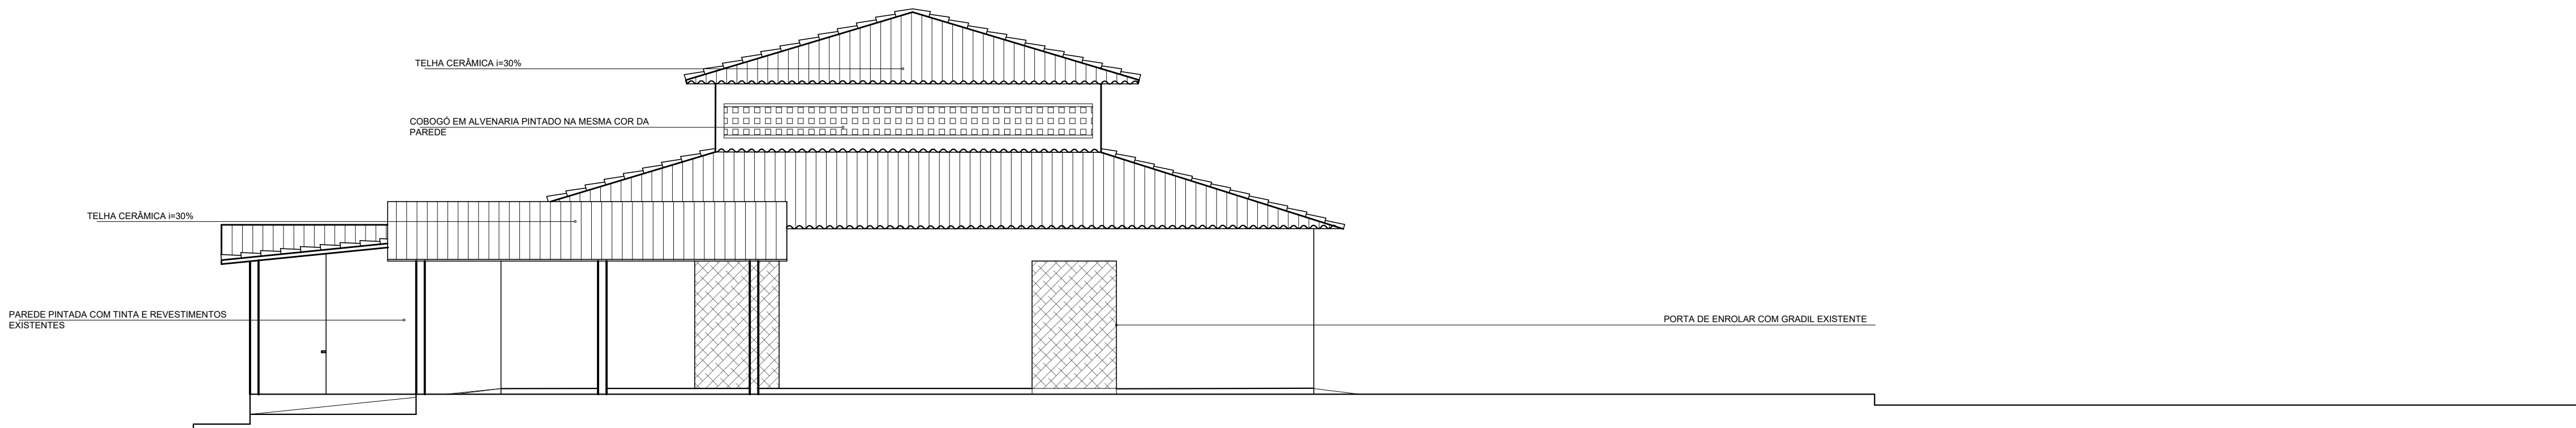 TELHA CERÂMICA i=30%
COBOGÓ EM ALVENARIA PINTADO NA MESMA COR DA
PAREDE
TELHA CERÂMICA i=30%
PAREDE PINTADA COM TINTA E REVESTIMENTOS
EXISTENTES
PORTA DE ENROLAR COM GRADIL EXISTENTE